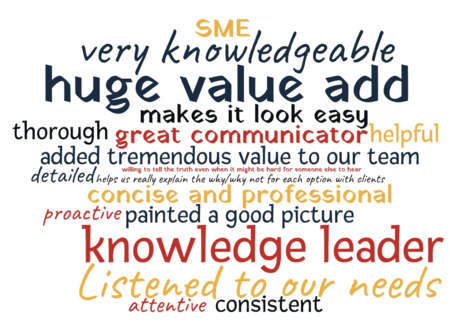 SME
very knowledgeable
huge value add
makes it look easy
thorough great communicator helpful
added tremendous value to our team
willing to tell the truth even when it might be hard for someone else to hear
detailed helps us really explain the why/why not for each option with clients
concise and professional
proactive painted a good picture
knowledge leader
Listened to our needs
attentive consistent